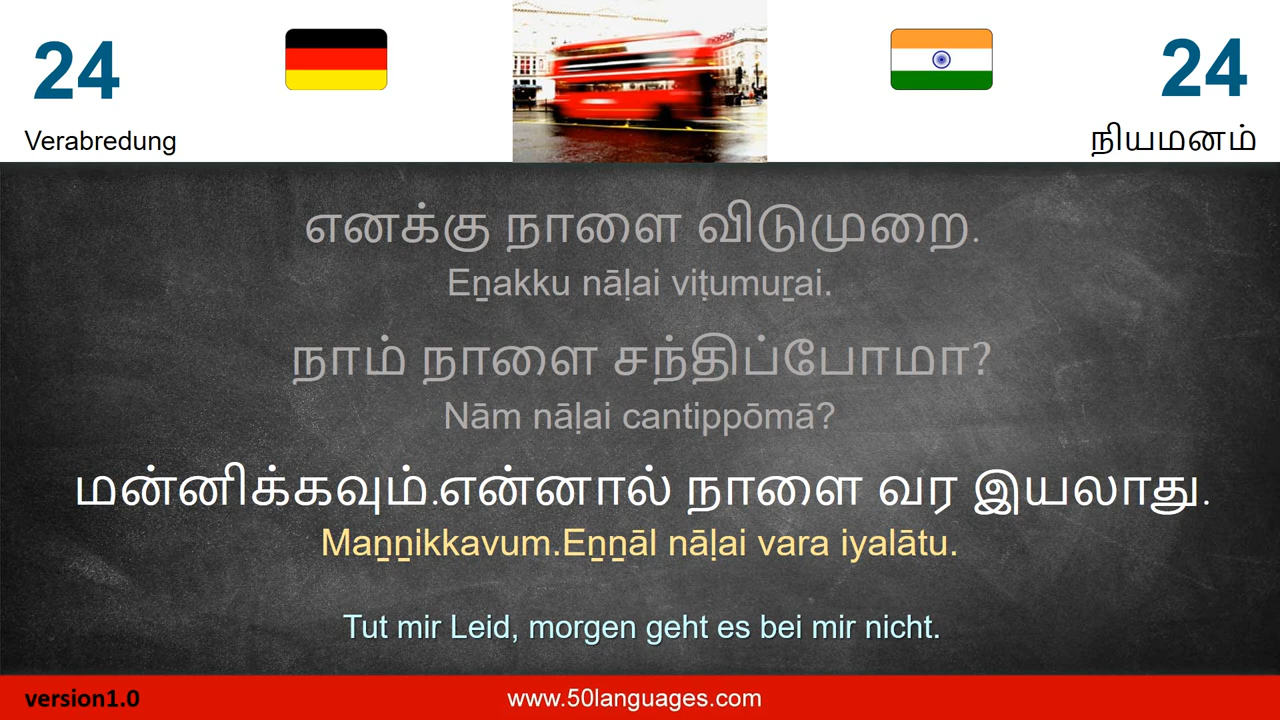 24
24
Verabredung
நியமனம்
எனக்கு நாளை விடுமுறை.
Eṉakku nāḷai viṭumuṟai.
நாம் நாளை சந்திப்போமா?
Nām nāḷai cantippōmā?
மன்னிக்கவும்.என்னால் நாளை வர இயலாது.
Maṉṉikkavum.Eṉṉāl nāḷai vara iyalātu.
Tut mir Leid, morgen geht es bei mir nicht.
version1.0
www.50languages.com